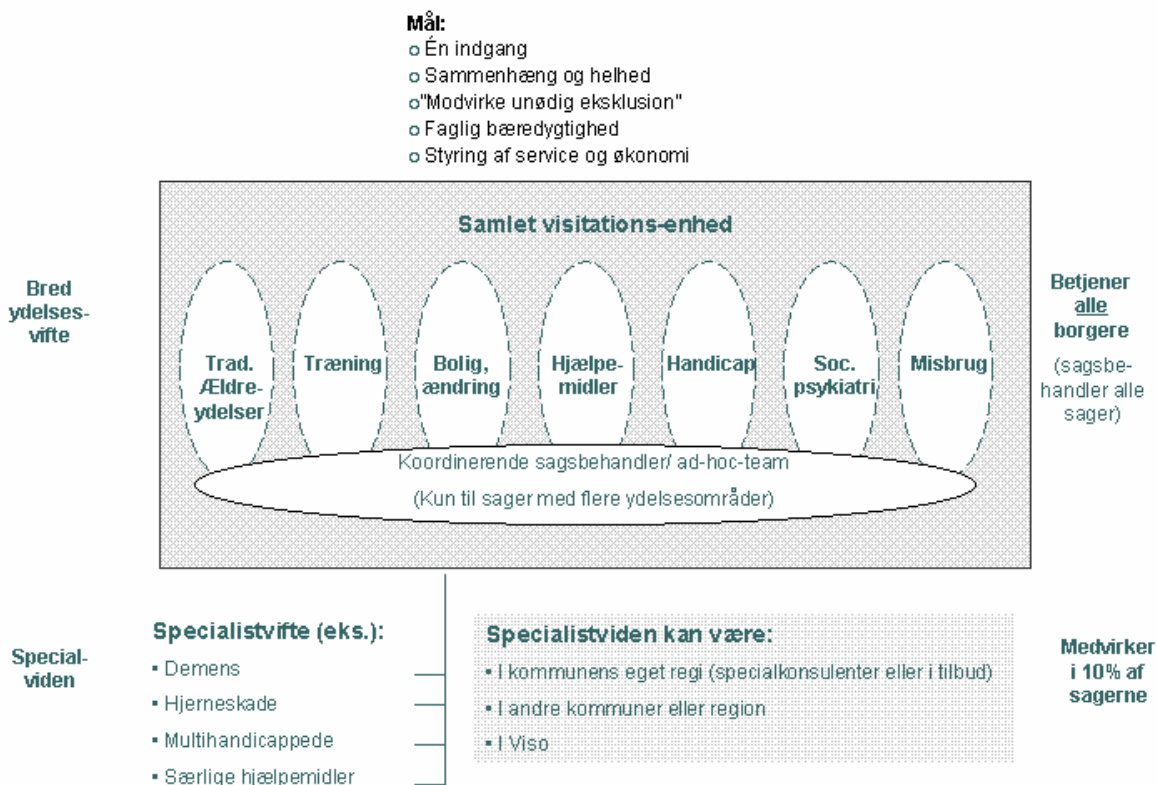 Mål:
Én indgang
Sammenhæng og helhed
"Modvirke unødig eksklusion"
Faglig bæredygtighed
Styring af service og økonomi
Samlet visitations-enhed
Bred
ydelses-
vifte
Trad.
Ældre-
ydelser
Træning
Bolig,
ændring
Hjælpe-
midler
Handicap
Soc.
psykiatri
Misbrug
Betjener
alle
borgere
(sagsbe-
handler alle
sager)
Koordinerende sagsbehandler/ ad-hoc-team
(Kun til sager med flere ydelsesområder)
Special-
viden
Specialistvifte (eks.):
▪ Demens
▪ Hjerneskade
▪ Multihandicappede
▪ Særlige hjælpemidler
Specialistviden kan være:
▪ I kommunens eget regi (specialkonsulenter eller i tilbud)
▪ I andre kommuner eller region
▪ I Viso
Medvirker
i 10% af
sagerne